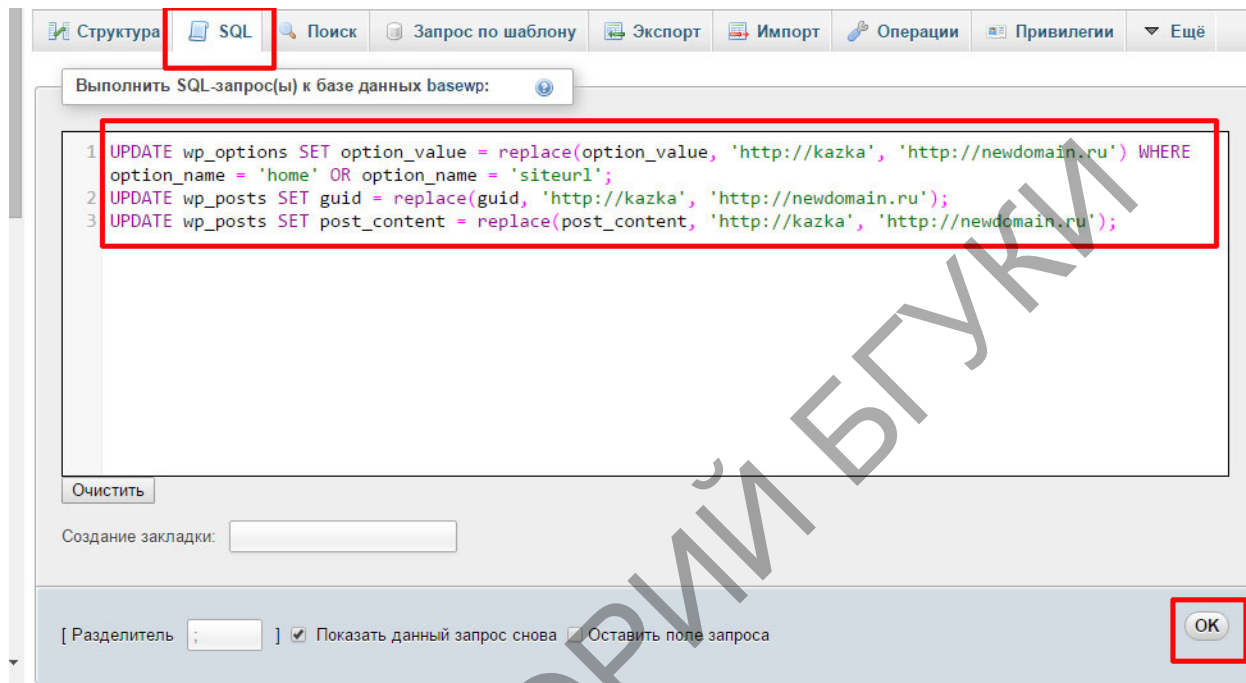 Структура SQL Поиск Запрос по шаблону Экспорт Импорт Операции Привилегии Ещё
Выполнить SQL-запрос(ы) к базе данных basewp:
1 UPDATE wp_options SET option_value = replace(option_value, 'http://kazka', 'http://newdomain.ru') WHERE
option_name = 'home' OR option_name = 'siteurl';
2 UPDATE wp_posts SET guid = replace(guid, 'http://kazka', 'http://newdomain.ru');
3 UPDATE wp_posts SET post_content = replace(post_content, 'http://kazka', 'http://newdomain.ru');
Очистить
Создание закладки:
[ Разделитель ; ] Показать данный запрос снова Оставить поле запроса
OK
ОРИЙ БГУКИ